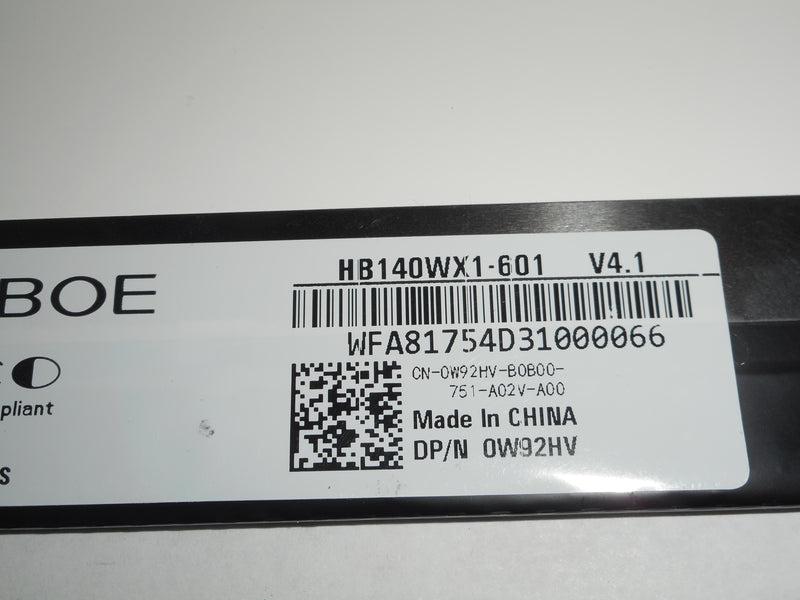 HB140WX1-601 V4.1
BOE
WFA81754D31000066
CN-0W92HV-B0B00-
751-A02V-A00
Made In CHINA
DP/N 0W92HV
pliant
S